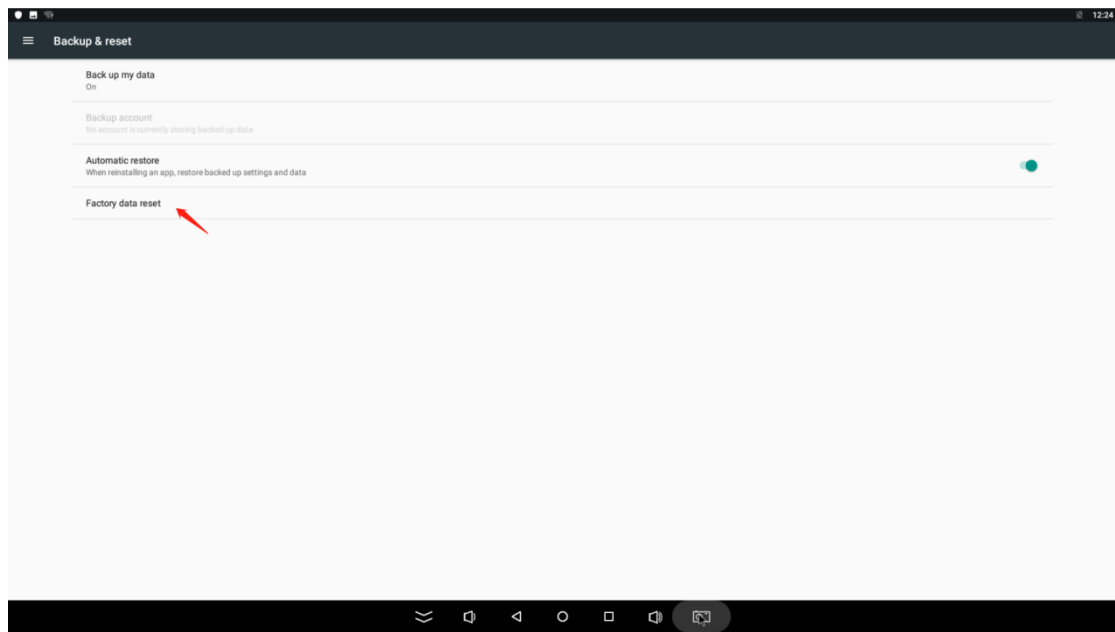 12:24
Backup & reset
Back up my data
On
Backup account
No account is currently storing backed up data
Automatic restore
When reinstalling an app, restore backed up settings and data
Factory data reset